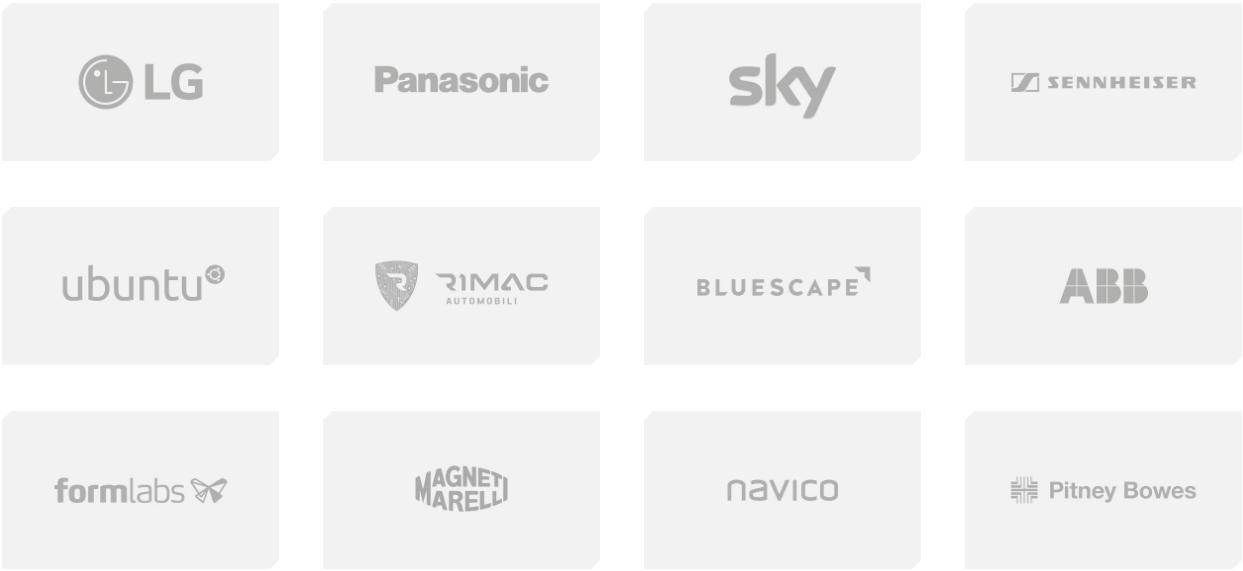 LG
Panasonic
sky
SENNHEISER
ubuntu
RIMAC
AUTOMOBILI
BLUESCAPE
ABB
formlabs
MAGNETI
MARELLI
navico
Pitney Bowes